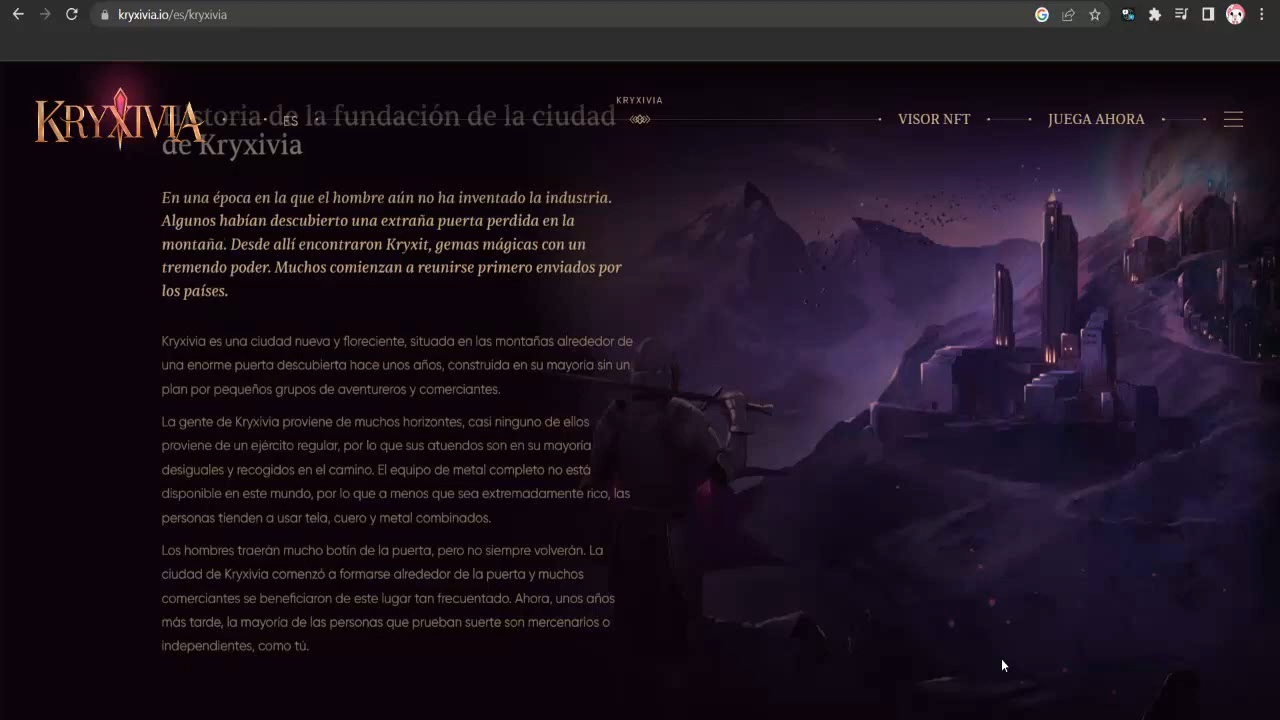 kryxivia.io/es/kryxivia
KRYXIVIA
ES
KRYXIVIA
VISOR NFT
JUEGA AHORA
Historia de la fundación de la ciudad
de Kryxivia
En una época en la que el hombre aún no ha inventado la industria.
Algunos habían descubierto una extraña puerta perdida en la
montaña. Desde allí encontraron Kryxit, gemas mágicas con un
tremendo poder. Muchos comienzan a reunirse primero enviados por
los países.
Kryxivia es una ciudad nueva y floreciente, situada en las montañas alrededor de
una enorme puerta descubierta hace unos años, construida en su mayoría sin un
plan por pequeños grupos de aventureros y comerciantes.
La gente de Kryxivia proviene de muchos horizontes, casi ninguno de ellos
proviene de un ejército regular, por lo que sus atuendos son en su mayoría
desiguales y recogidos en el camino. El equipo de metal completo no está
disponible en este mundo, por lo que a menos que sea extremadamente rico, las
personas tienden a usar tela, cuero y metal combinados.
Los hombres traerán mucho botín de la puerta, pero no siempre volverán. La
ciudad de Kryxivia comenzó a formarse alrededor de la puerta y muchos
comerciantes se beneficiaron de este lugar tan frecuentado. Ahora, unos años
más tarde, la mayoría de las personas que prueban suerte son mercenarios o
independientes, como tú.